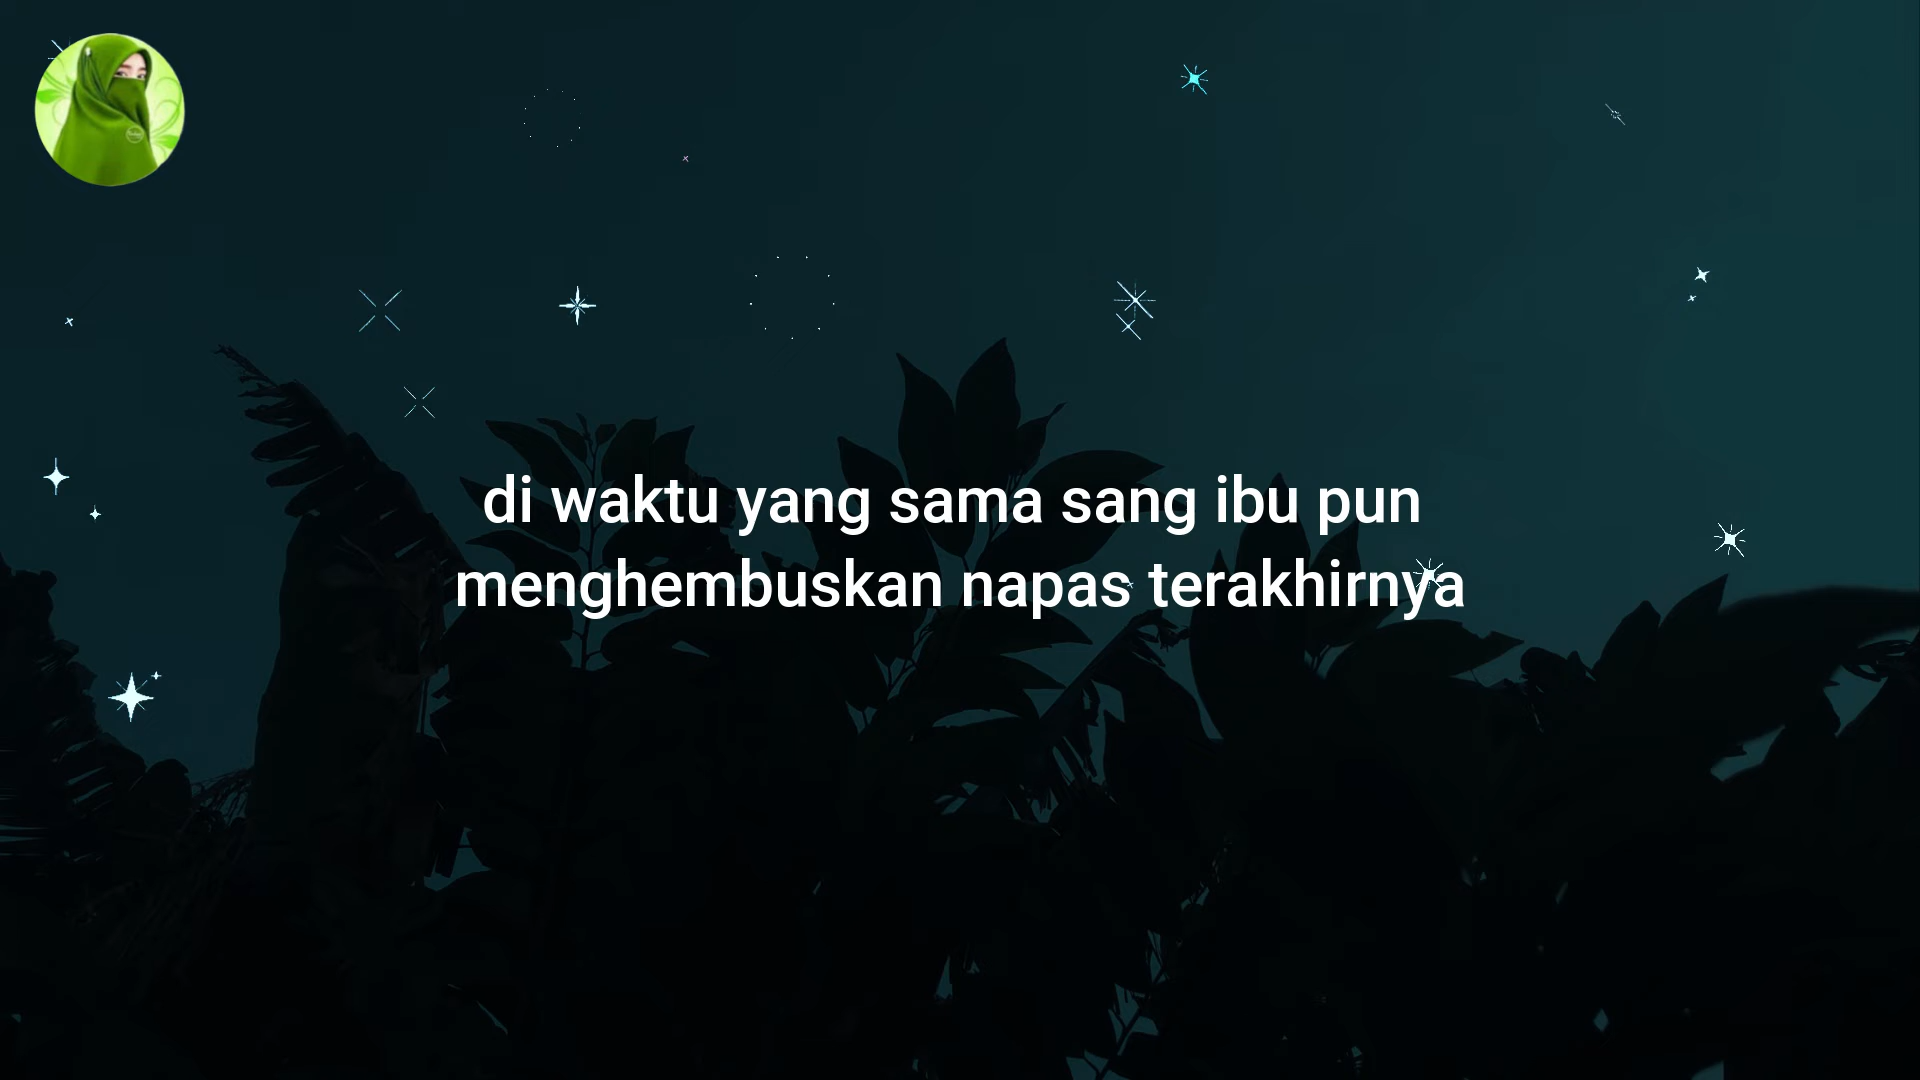 di waktu yang sama sang ibu pun
menghembuskan napas terakhirnya